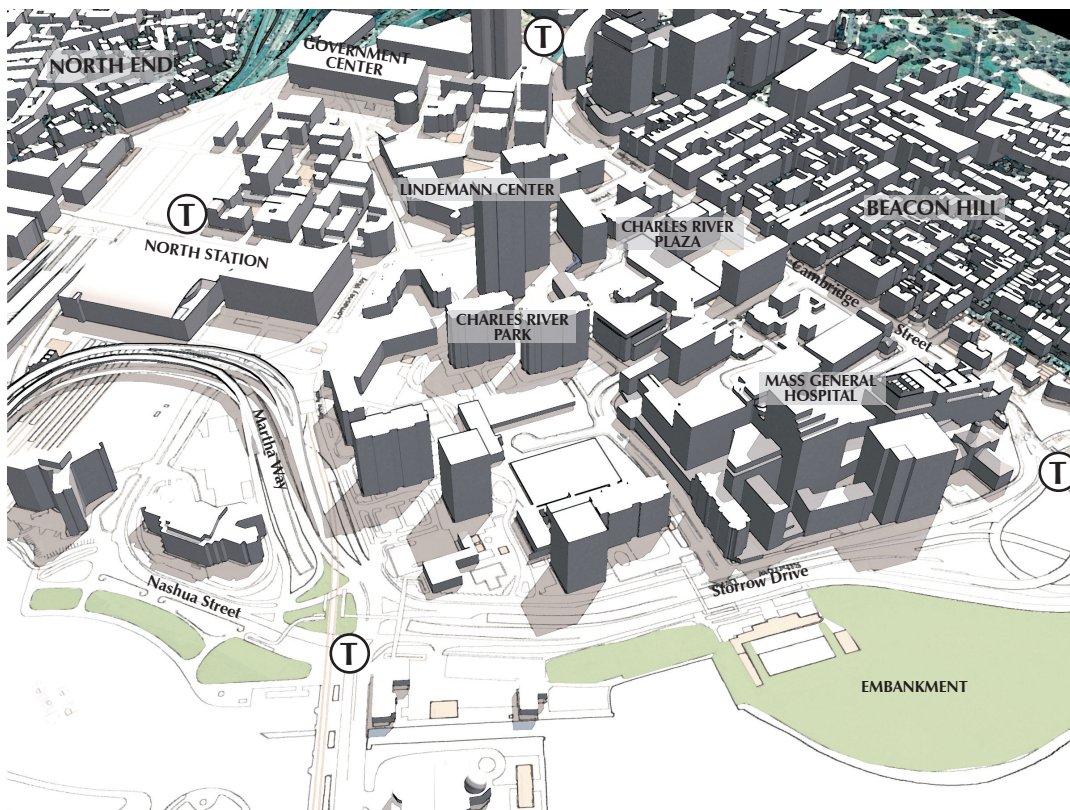 GOVERNMENT
CENTER
T
NORTH END
LINDEMANN CENTER
BEACON HILL
T
CHARLES RIVER
PLAZA
NORTH STATION
Cambridge
Street
CHARLES RIVER
PARK
MASS GENERAL
HOSPITAL
Martha Way
T
Storrow Drive
Nashua Street
T
EMBANKMENT